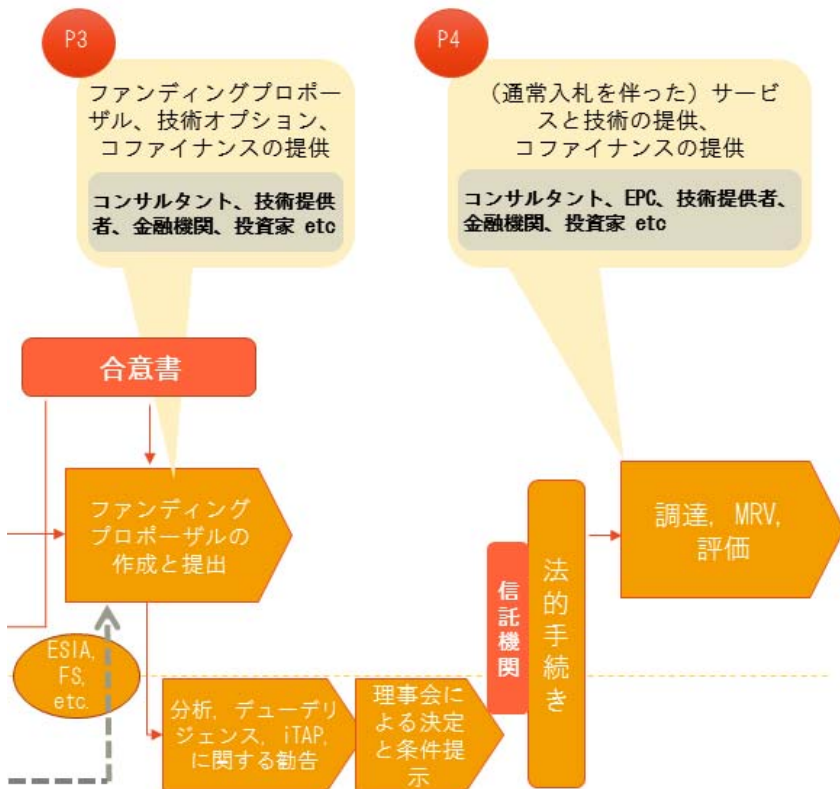 P3
ファンディングプロポー
ザル、技術オプション、
コファイナンスの提供
コンサルタント、技術提供
者、金融機関、投資家 etc
P4
（通常入札を伴った）サービ
スと技術の提供、
コファイナンスの提供
コンサルタント、EPC、技術提供者、
金融機関、投資家 etc
合意書
ファンディング
プロポーザルの
作成と提出
ESIA,
FS,
etc.
分析, デューデリ
ジェンス, iTAP,
に関する勧告
理事会に
よる決定
と条件提
示
信託機関
法的手続き
調達, MRV,
評価